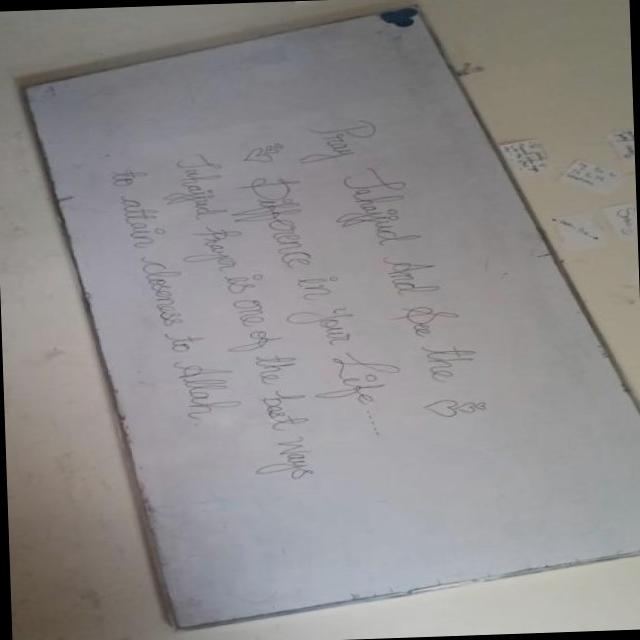 Pray Tahajjud And See the ♡
♡ Difference in your Life....
Tahajjud Prayer is one of the best ways
to attain closeness to Allah